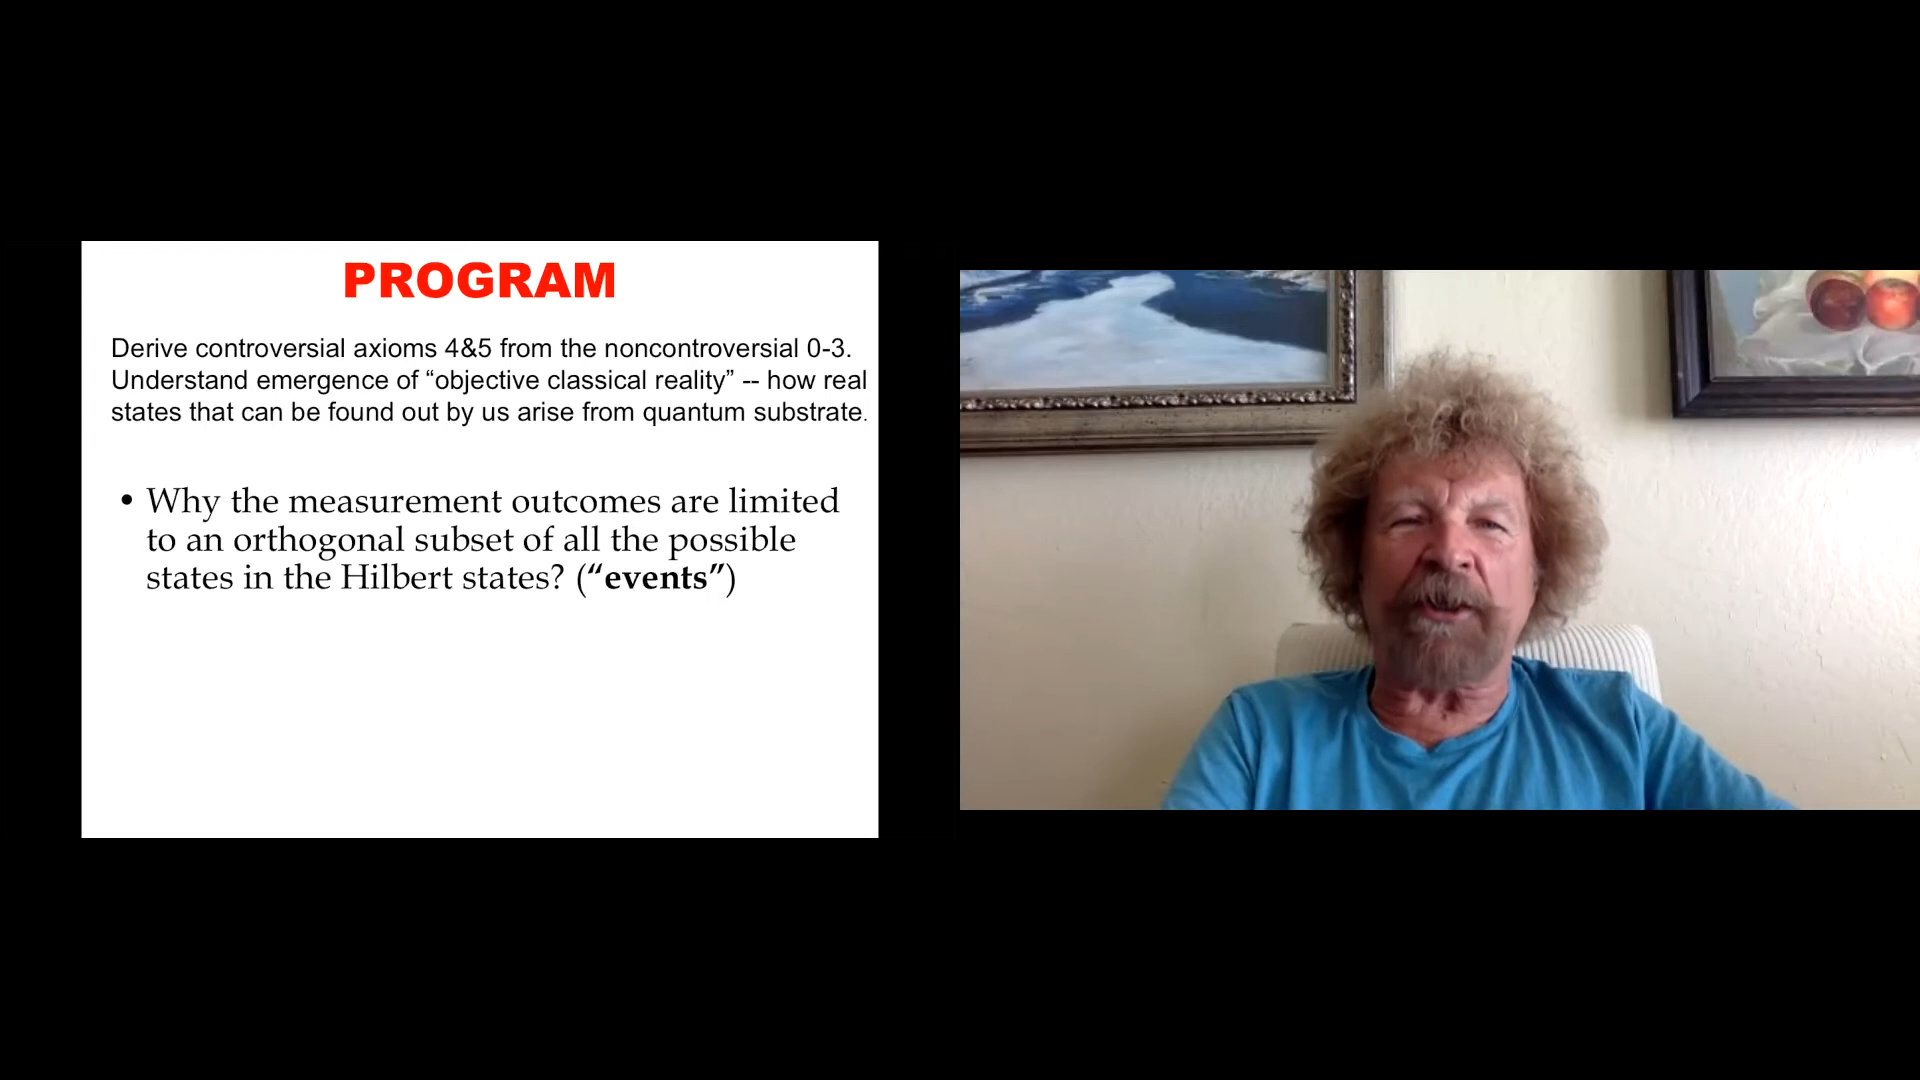 PROGRAM
Derive controversial axioms 4&5 from the noncontroversial 0-3.
Understand emergence of “objective classical reality” -- how real
states that can be found out by us arise from quantum substrate.
• Why the measurement outcomes are limited
to an orthogonal subset of all the possible
states in the Hilbert states? (“events”)